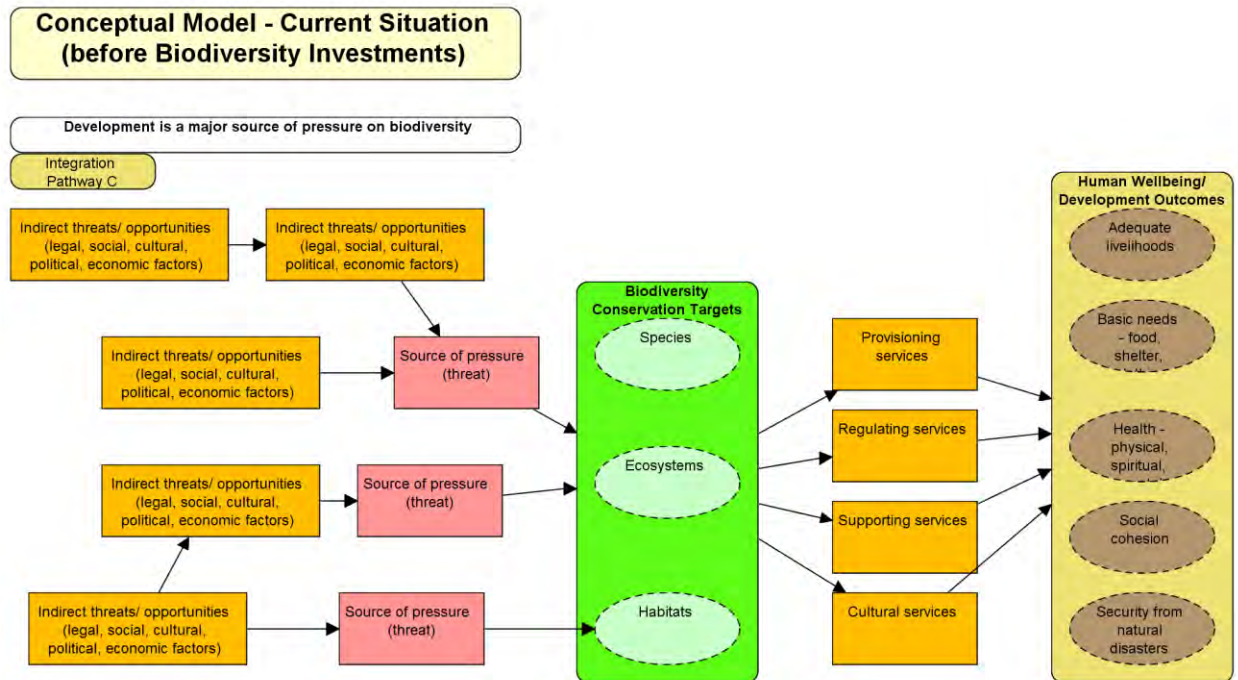 Conceptual Model - Current Situation
(before Biodiversity Investments)
Development is a major source of pressure on biodiversity
Integration
Pathway C
Indirect threats/ opportunities
(legal, social, cultural,
political, economic factors)
Indirect threats/ opportunities
(legal, social, cultural,
political, economic factors)
Indirect threats/ opportunities
(legal, social, cultural,
political, economic factors)
Source of pressure
(threat)
Indirect threats/ opportunities
(legal, social, cultural,
political, economic factors)
Source of pressure
(threat)
Indirect threats/ opportunities
(legal, social, cultural,
political, economic factors)
Source of pressure
(threat)
Biodiversity
Conservation Targets
Species
Ecosystems
Habitats
Provisioning
services
Regulating services
Supporting services
Cultural services
Human Wellbeing/
Development Outcomes
Adequate
livelihoods
Basic needs
- food,
shelter,
Health -
physical,
spiritual,
Social
cohesion
Security from
natural
disasters